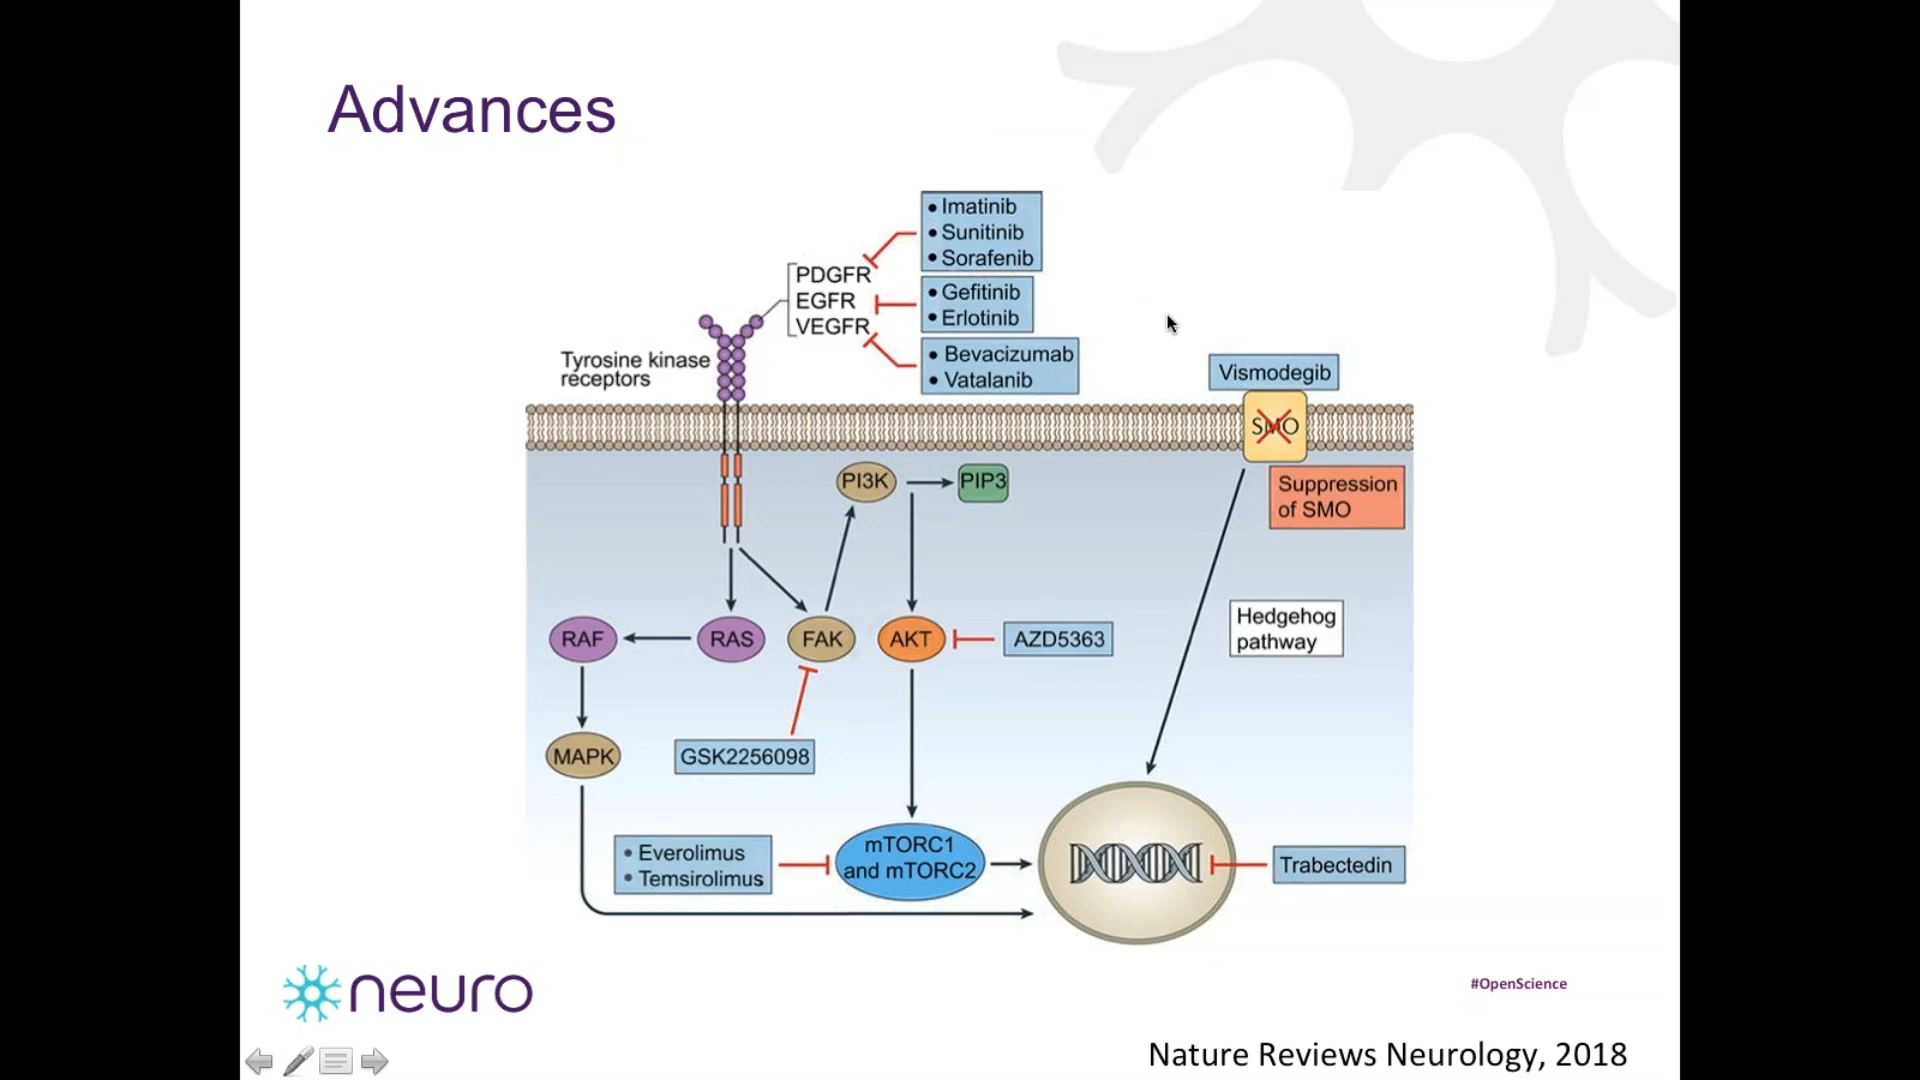 Advances
• Imatinib
• Sunitinib
• Sorafenib
PDGFR
EGFR
VEGFR
• Gefitinib
• Erlotinib
• Bevacizumab
• Vatalanib
Tyrosine kinase
receptors
Vismodegib
SMO
Suppression
of SMO
PI3K
PIP3
RAF
RAS
FAK
AKT
AZD5363
Hedgehog
pathway
MAPK
GSK2256098
• Everolimus
• Temsirolimus
mTORC1
and mTORC2
Trabectedin
neuro
#OpenScience
Nature Reviews Neurology, 2018